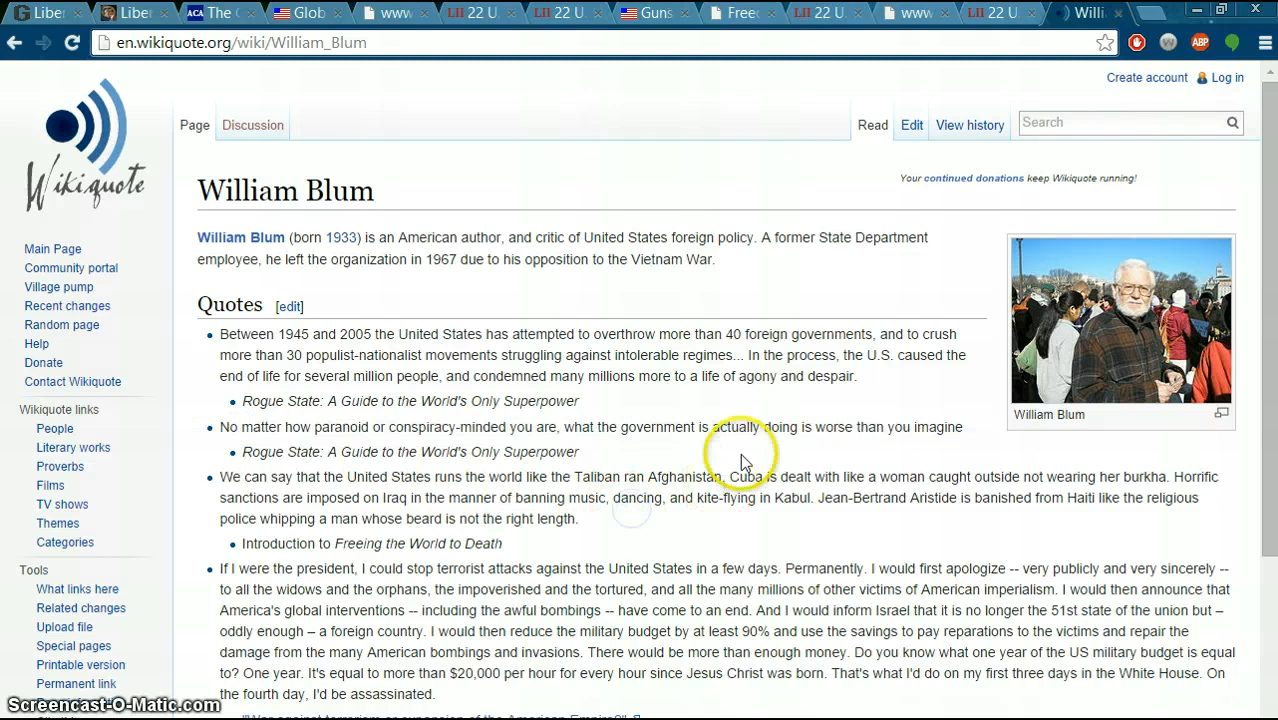 Liber
Liber
ACA The C
Glob
www
LII 22 U
LII 22 U
Guns
Freec
LII 22 U
www
LII 22 U
Willi
en.wikiquote.org/wiki/William_Blum
ABP
Create account Log in
Page Discussion Read Edit View history Search
Wikiquote
Your continued donations keep Wikiquote running!
William Blum
William Blum (born 1933) is an American author, and critic of United States foreign policy. A former State Department
employee, he left the organization in 1967 due to his opposition to the Vietnam War.
Quotes [edit]
Between 1945 and 2005 the United States has attempted to overthrow more than 40 foreign governments, and to crush
more than 30 populist-nationalist movements struggling against intolerable regimes... In the process, the U.S. caused the
end of life for several million people, and condemned many millions more to a life of agony and despair.
Rogue State: A Guide to the World's Only Superpower
No matter how paranoid or conspiracy-minded you are, what the government is actually doing is worse than you imagine
Rogue State: A Guide to the World's Only Superpower
We can say that the United States runs the world like the Taliban ran Afghanistan, Cuba is dealt with like a woman caught outside not wearing her burkha. Horrific
sanctions are imposed on Iraq in the manner of banning music, dancing, and kite-flying in Kabul. Jean-Bertrand Aristide is banished from Haiti like the religious
police whipping a man whose beard is not the right length.
Introduction to Freeing the World to Death
If I were the president, I could stop terrorist attacks against the United States in a few days. Permanently. I would first apologize -- very publicly and very sincerely --
to all the widows and the orphans, the impoverished and the tortured, and all the many millions of other victims of American imperialism. I would then announce that
America's global interventions -- including the awful bombings -- have come to an end. And I would inform Israel that it is no longer the 51st state of the union but –
oddly enough – a foreign country. I would then reduce the military budget by at least 90% and use the savings to pay reparations to the victims and repair the
damage from the many American bombings and invasions. There would be more than enough money. Do you know what one year of the US military budget is equal
to? One year. It's equal to more than $20,000 per hour for every hour since Jesus Christ was born. That's what I'd do on my first three days in the White House. On
the fourth day, I'd be assassinated.
"War against terrorism or expansion of the American Empire?"
William Blum
Main Page
Community portal
Village pump
Recent changes
Random page
Help
Donate
Contact Wikiquote
Wikiquote links
People
Literary works
Proverbs
Films
TV shows
Themes
Categories
Tools
What links here
Related changes
Upload file
Special pages
Printable version
Permanent link
Screencast-O-Matic.com